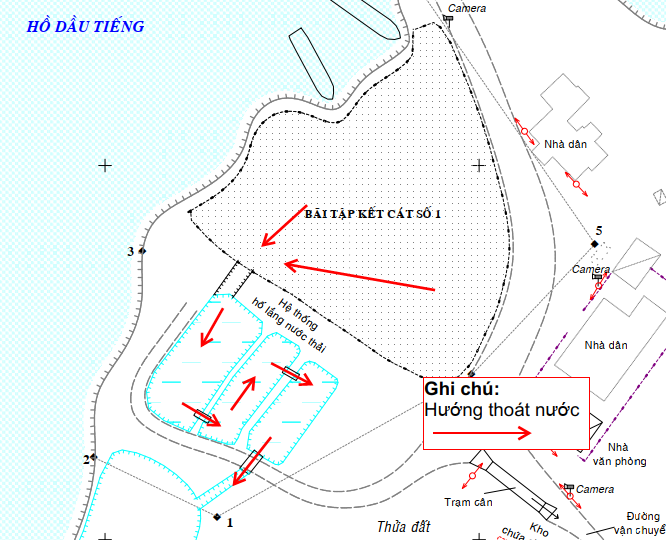 Camera
HỒ DẦU TIẾNG
Nhà dân
BÃI TẬP KẾT CÁT SỐ 1
5
3
Camera
Hệ thống
hố lắng nước thải
Nhà dân
Ghi chú:
Hướng thoát nước
Nhà
văn phòng
2
Camera
Trạm cân
1
Thửa đất
Kho
chứa
Đường
vận chuyể